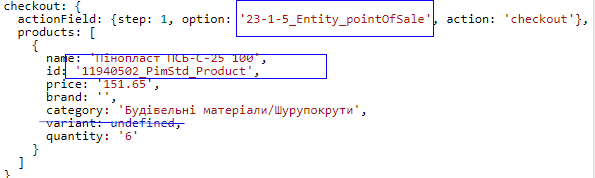 checkout: {
actionField: {step: 1, option: '23-1-5_Entity_pointOfSale', action: 'checkout'},
products: [
{
name: 'Пінопласт ПСБ-С-25 100',
id: '11940502_PimStd_Product',
price: '151.65',
brand: '',
category: 'Будівельні матеріали/Шурупокрути',
variant: undefined,
quantity: '6'
}
]
}